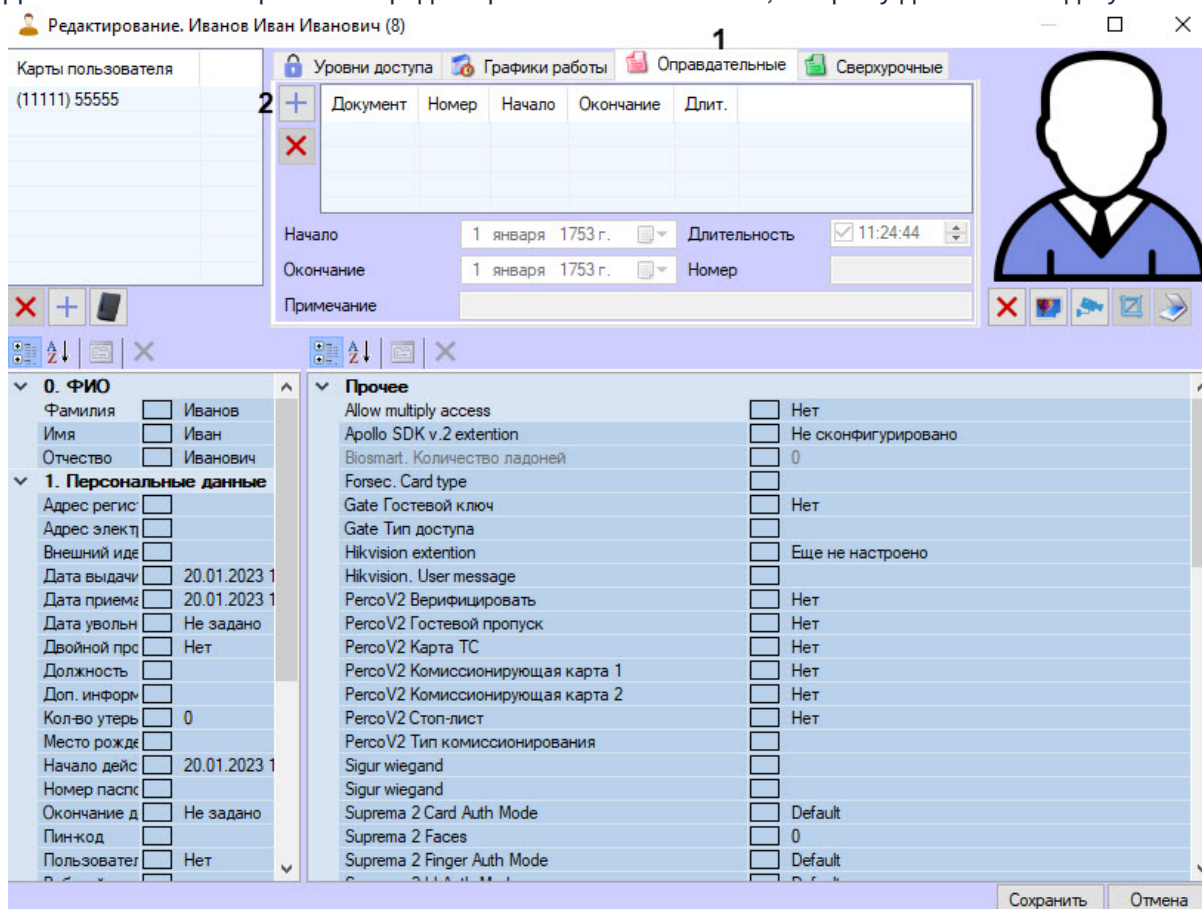 Редактирование. Иванов Иван Иванович (8)
1
Карты пользователя
Уровни доступа Графики работы Оправдательные Сверхурочные
(11111) 55555
2
Документ Номер Начало Окончание Длит.
Начало 1 января 1753 г. Длительность 11:24:44
Окончание 1 января 1753 г. Номер
Примечание
0. ФИО
Фамилия Иванов
Имя Иван
Отчество Иванович
1. Персональные данные
Адрес регис
Адрес элект
Внешний иде
Дата выдачи 20.01.2023 1
Дата приема 20.01.2023 1
Дата увольн Не задано
Двойной про Нет
Должность
Доп. информ
Кол-во утерь 0
Место рожде
Начало дейс 20.01.2023 1
Номер паспо
Окончание д Не задано
Пин-код
Пользовател Нет
Прочее
Allow multiply access Нет
Apollo SDK v.2 extention Не сконфигурировано
Biosmart. Количество ладоней 0
Forsec. Card type
Gate Гостевой ключ Нет
Gate Тип доступа
Hikvision extention Еще не настроено
Hikvision. User message
PercoV2 Верифицировать Нет
PercoV2 Гостевой пропуск Нет
PercoV2 Карта ТС Нет
PercoV2 Комиссионирующая карта 1 Нет
PercoV2 Комиссионирующая карта 2 Нет
PercoV2 Стоп-лист Нет
PercoV2 Тип комиссионирования
Sigur wiegand
Sigur wiegand
Suprema 2 Card Auth Mode Default
Suprema 2 Faces 0
Suprema 2 Finger Auth Mode Default
Сохранить Отмена